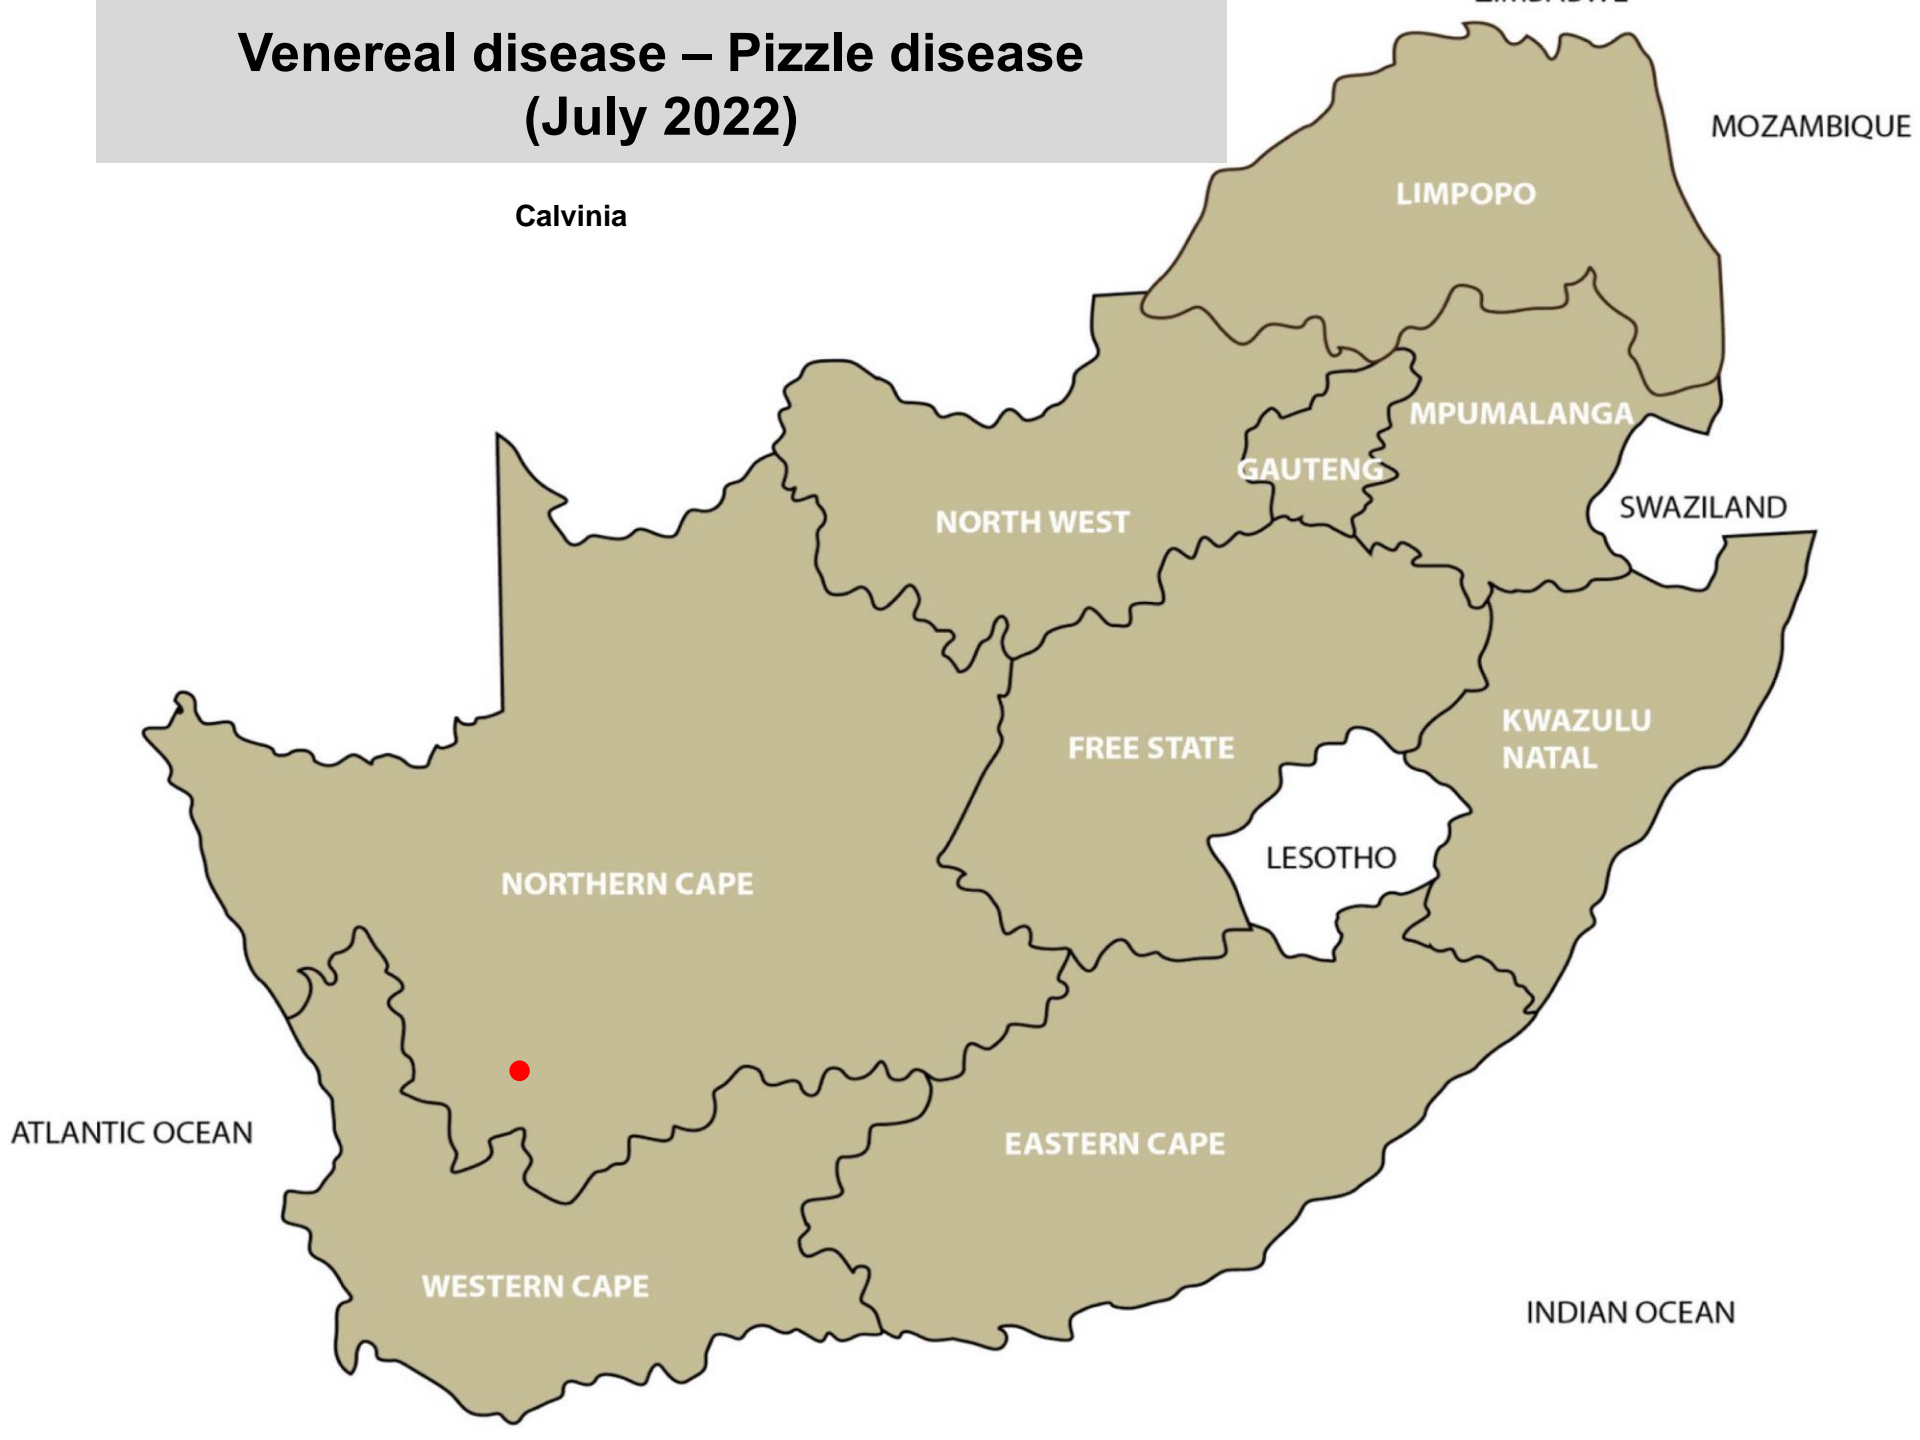 Venereal disease – Pizzle disease
(July 2022)
Calvinia
MOZAMBIQUE
LIMPOPO
MPUMALANGA
GAUTENG
SWAZILAND
NORTH WEST
KWAZULU
NATAL
FREE STATE
LESOTHO
NORTHERN CAPE
ATLANTIC OCEAN
EASTERN CAPE
WESTERN CAPE
INDIAN OCEAN